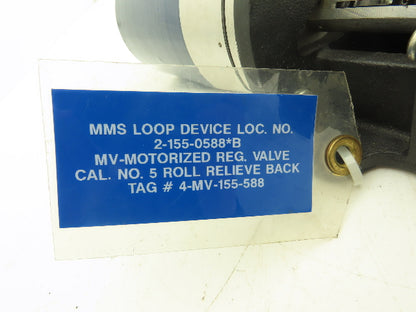 MMS LOOP DEVICE LOC. NO.
2-155-0588*B
MV-MOTORIZED REG. VALVE
CAL. NO. 5 ROLL RELIEVE BACK
TAG # 4-MV-155-588